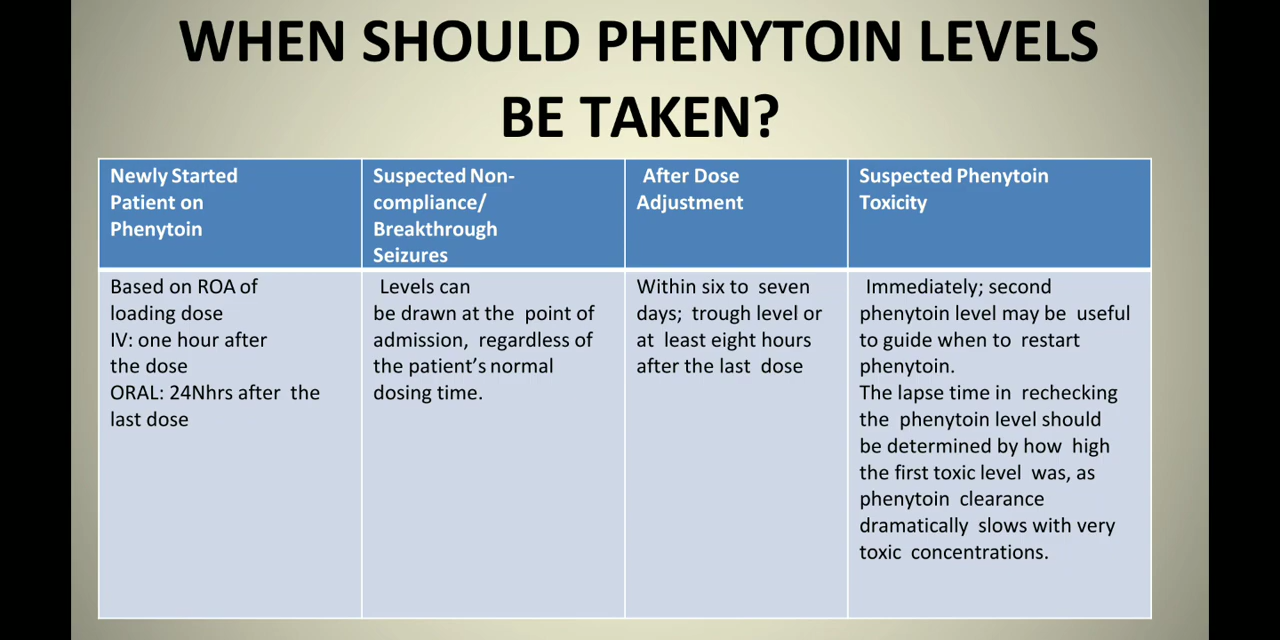 WHEN SHOULD PHENYTOIN LEVELS
BE TAKEN?
Newly Started
Patient on
Phenytoin
Suspected Non-
compliance/
Breakthrough
Seizures
After Dose
Adjustment
Suspected Phenytoin
Toxicity
Based on ROA of
loading dose
IV: one hour after
the dose
ORAL: 24Nhrs after the
last dose
Levels can
be drawn at the point of
admission, regardless of
the patient's normal
dosing time.
Within six to seven
days; trough level or
at least eight hours
after the last dose
Immediately; second
phenytoin level may be useful
to guide when to restart
phenytoin.
The lapse time in rechecking
the phenytoin level should
be determined by how high
the first toxic level was, as
phenytoin clearance
dramatically slows with very
toxic concentrations.